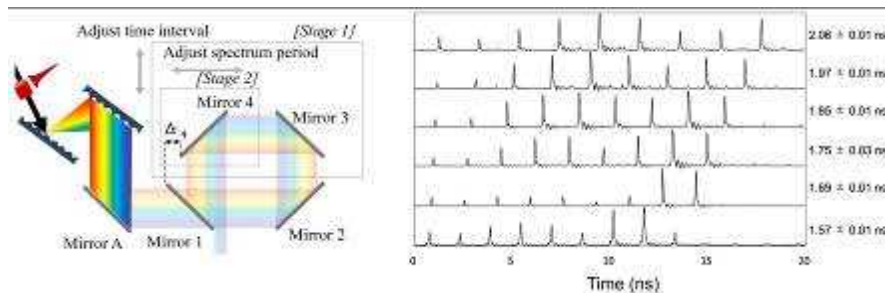 Adjust time interval
[Stage 1]
Adjust spectrum period
[Stage 2]
Mirror 4
Mirror 3
Δ
Mirror A
Mirror 1
Mirror 2
2.06 ± 0.01 ns
1.97 ± 0.01 ns
1.85 ± 0.01 ns
1.75 ± 0.03 ns
1.69 ± 0.01 ns
1.57 ± 0.01 ns
0 5 10 15 20
Time (ns)